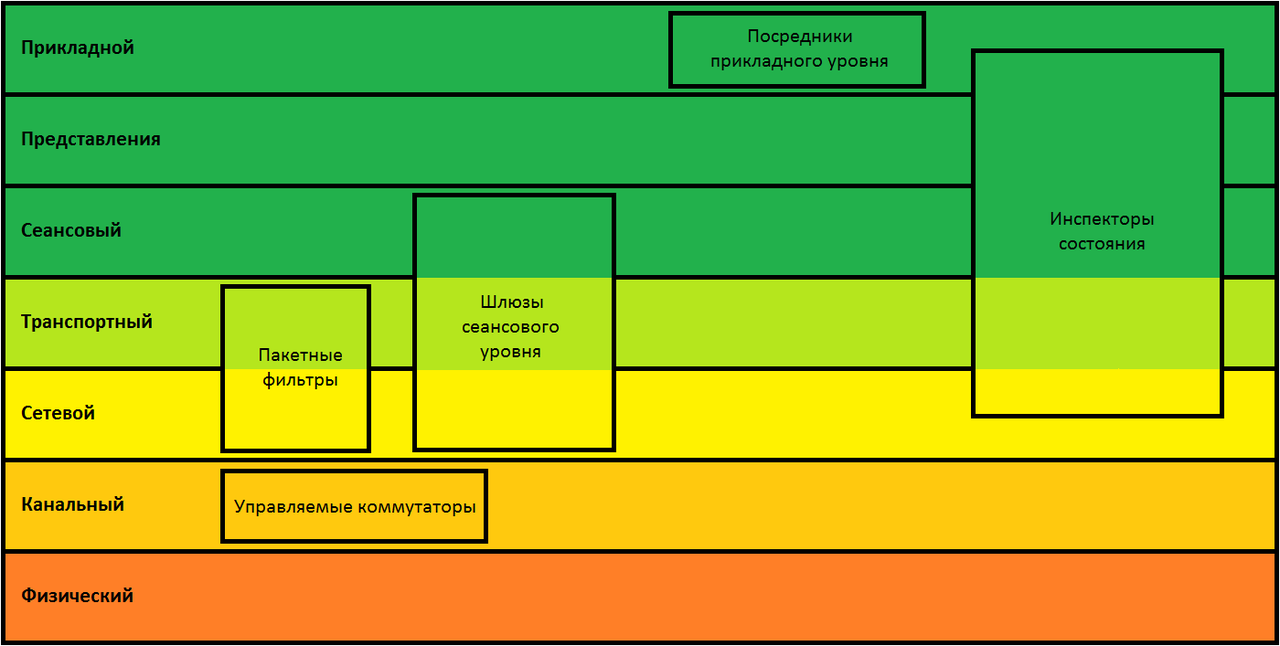 Прикладной
Посредники
прикладного уровня
Представления
Сеансовый
Инспекторы
состояния
Транспортный
Шлюзы
сеансового
уровня
Пакетные
фильтры
Сетевой
Канальный
Управляемые коммутаторы
Физический